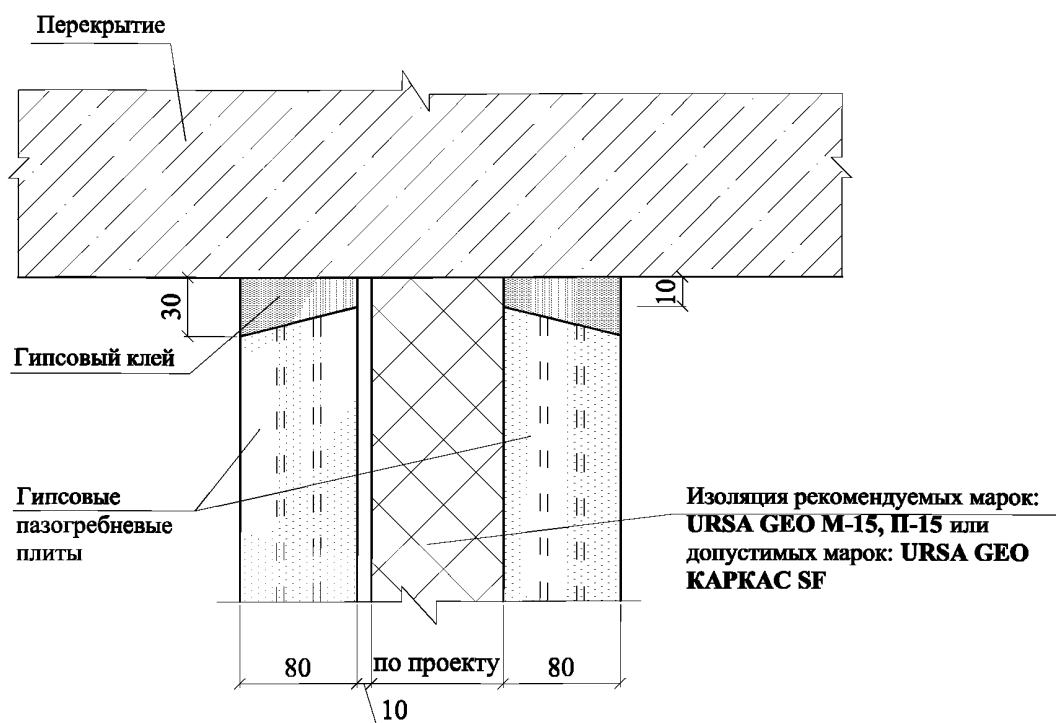 Перекрытие
30
10
Гипсовый клей
Гипсовые
пазогребневые
плиты
Изоляция рекомендуемых марок:
URSA GEO М-15, П-15 или
допустимых марок: URSA GEO
КАРКАС SF
80
по проекту
80
10